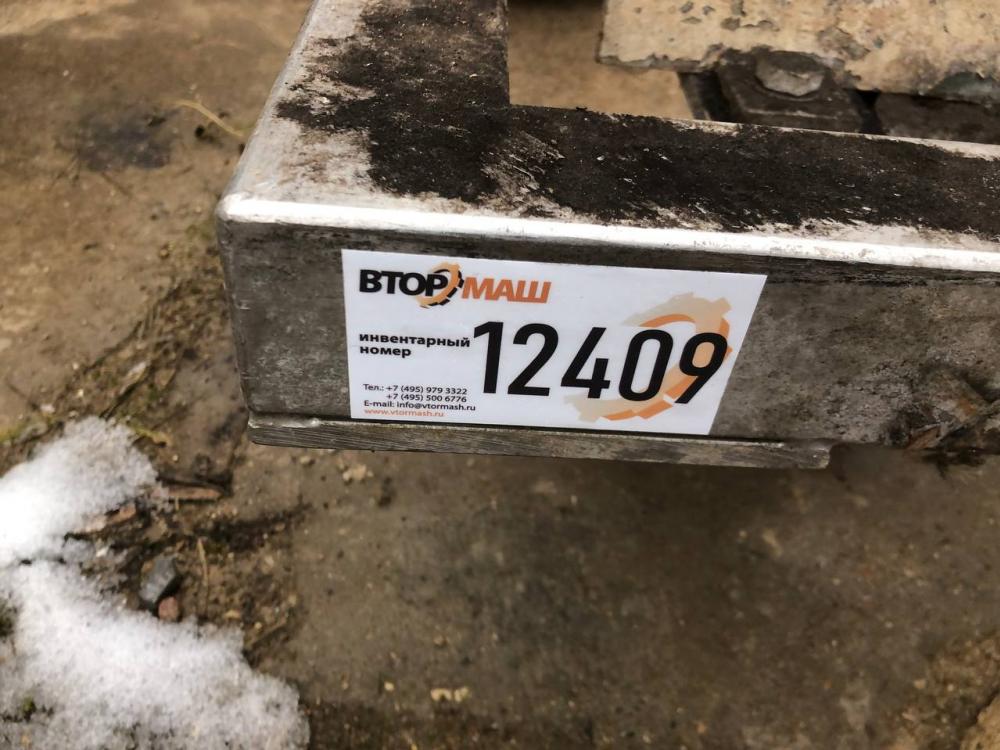 ВТОРМАШ
инвентарный
номер
12409
Тел.: +7 (495) 979 3322
+7 (495) 500 6776
E-mail: info@vtormash.ru
www.vtormash.ru